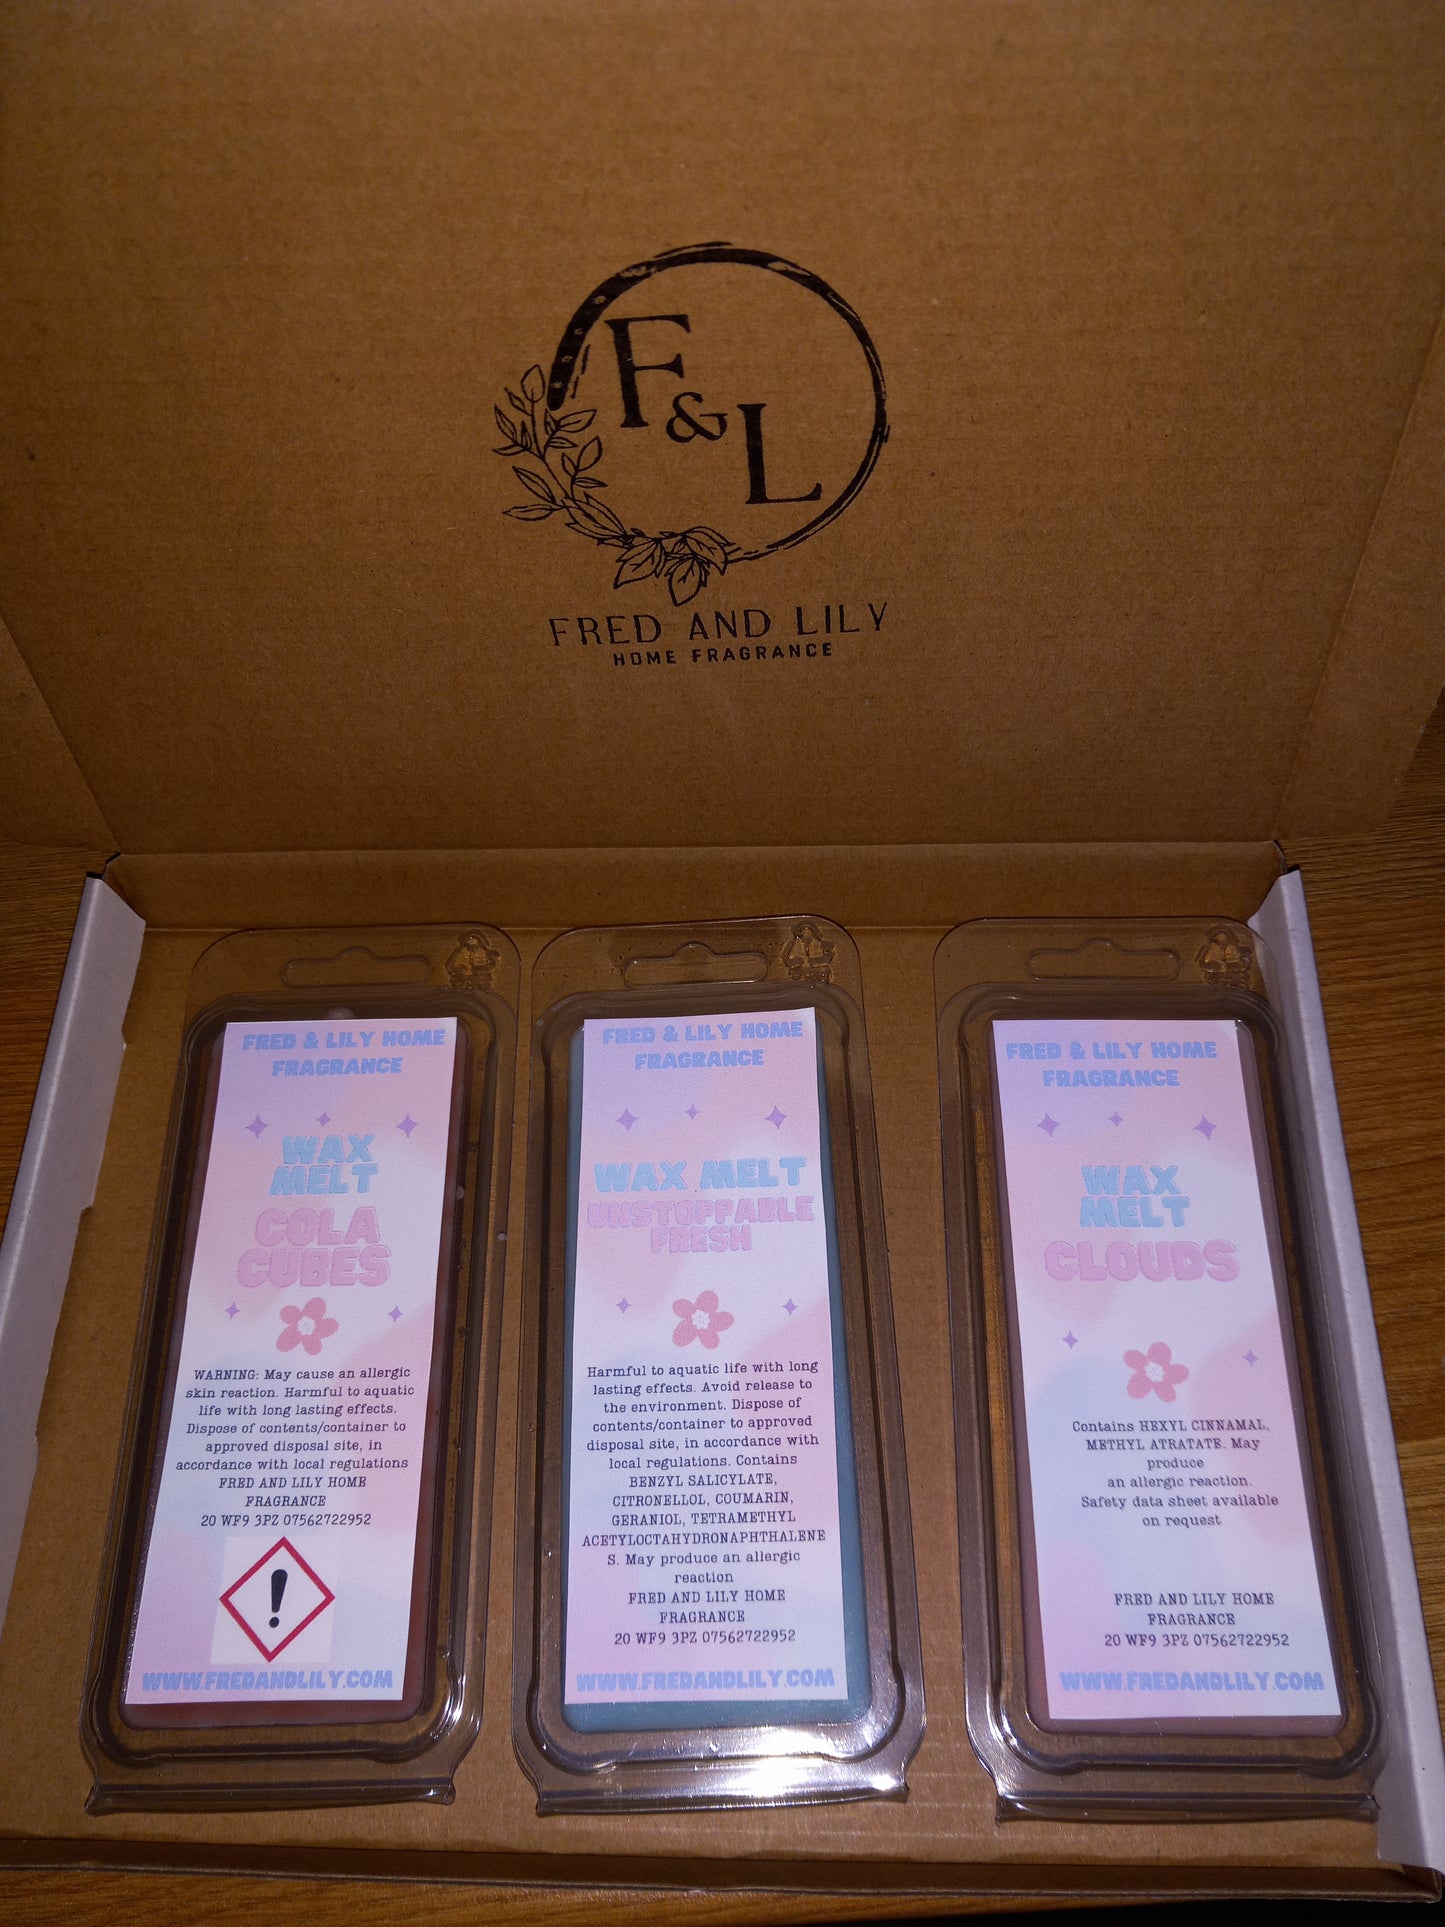 F
&
L
FRED AND LILY
HOME FRAGRANCE
FRED & LILY HOME
FRAGRANCE
WAX
MELT
COLA
CUBES
WARNING: May cause an allergic
skin reaction. Harmful to aquatic
life with long lasting effects.
Dispose of contents/container to
approved disposal site, in
accordance with local regulations
FRED AND LILY HOME
FRAGRANCE
20 WF9 3PZ 07562722952
!
WWW.FREDANDLILY.COM
FRED & LILY HOME
FRAGRANCE
WAX MELT
UNSTOPPABLE
FRESH
Harmful to aquatic life with long
lasting effects. Avoid release to
the environment. Dispose of
contents/container to approved
disposal site, in accordance with
local regulations. Contains
BENZYL SALICYLATE,
CITRONELLOL, COUMARIN,
GERANIOL, TETRAMETHYL
ACETYLOCTAHYDRONAPHTHALENE
S. May produce an allergic
reaction
FRED AND LILY HOME
FRAGRANCE
20 WF9 3PZ 07562722952
WWW.FREDANDLILY.COM
FRED & LILY HOME
FRAGRANCE
WAX
MELT
CLOUDS
Contains HEXYL CINNAMAL,
METHYL ATRATATE. May
produce
an allergic reaction.
Safety data sheet available
on request
FRED AND LILY HOME
FRAGRANCE
20 WF9 3PZ 07562722952
WWW.FREDANDLILY.COM